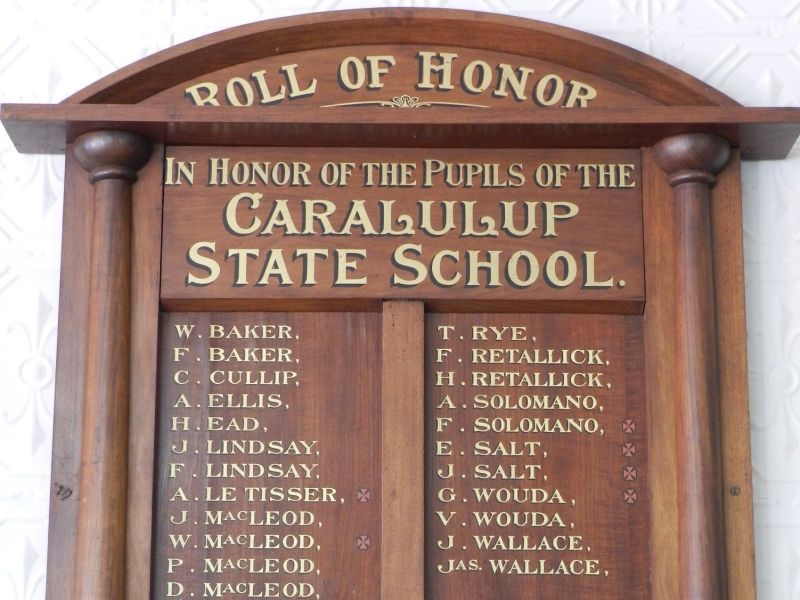 ROLL OF HONOR
IN HONOR OF THE PUPILS OF THE
CARALULUP
STATE SCHOOL.
W. BAKER,
F. BAKER,
C. CULLIP,
A. ELLIS,
H. EAD,
J. LINDSAY,
F. LINDSAY,
A. LE TISSER,
J. MACLEOD,
W. MACLEOD,
P. MACLEOD,
D. MACLEOD,
T. RYE,
F. RETALLICK,
H. RETALLICK,
A. SOLOMANO,
F. SOLOMANO,
E. SALT,
J. SALT,
G. WOUDA,
V. WOUDA,
J. WALLACE,
JAS. WALLACE,